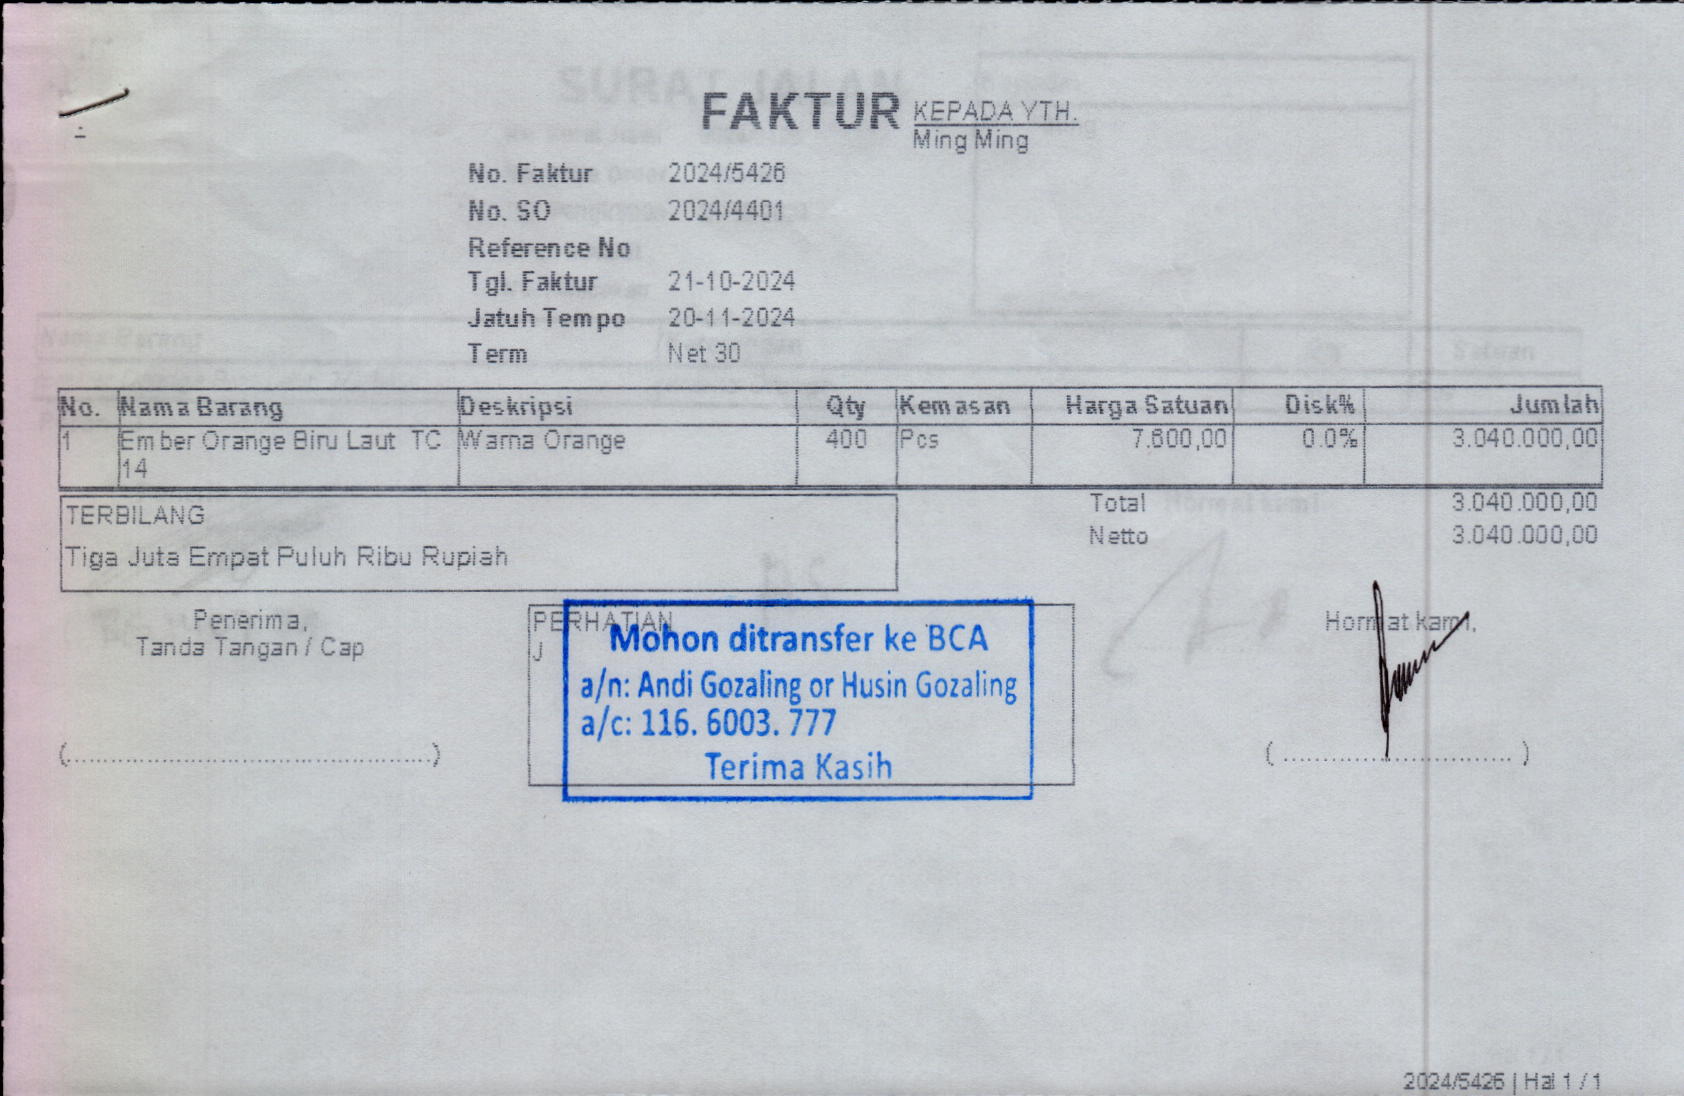 FAKTUR
KEPADA YTH.
Ming Ming
No. Faktur 2024/5426
No. SO 2024/4401
Reference No
Tgl. Faktur 21-10-2024
Jatuh Tempo 20-11-2024
Term Net 30
No. Nama Barang Deskripsi Qty Kemasan Harga Satuan Disk% Jumlah
1 Ember Orange Biru Laut TC Warna Orange 400 Pcs 7.600,00 0.0% 3.040.000,00
14
Total 3.040.000,00
Netto 3.040.000,00
TERBILANG
Tiga Juta Empat Puluh Ribu Rupiah
Penerima,
Tanda Tangan / Cap
(..................................................)
PERHATIAN
J
Mohon ditransfer ke BCA
a/n: Andi Gozaling or Husin Gozaling
a/c: 116. 6003. 777
Terima Kasih
Hormat kami,
(................................)
2024/5426 | Hal 1 / 1